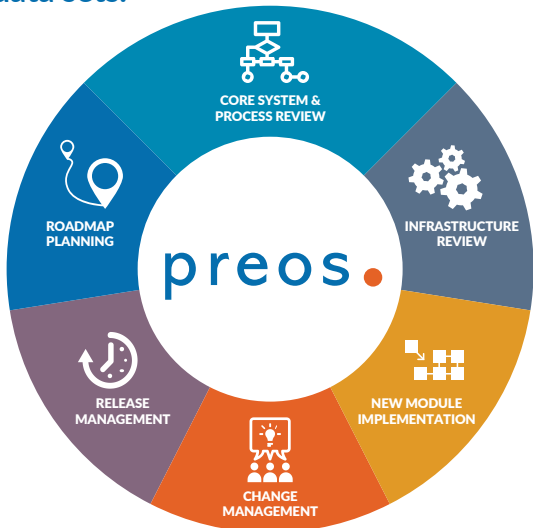 CORE SYSTEM &
PROCESS REVIEW
ROADMAP
PLANNING
INFRASTRUCTURE
REVIEW
preos.
RELEASE
MANAGEMENT
NEW MODULE
IMPLEMENTATION
CHANGE
MANAGEMENT